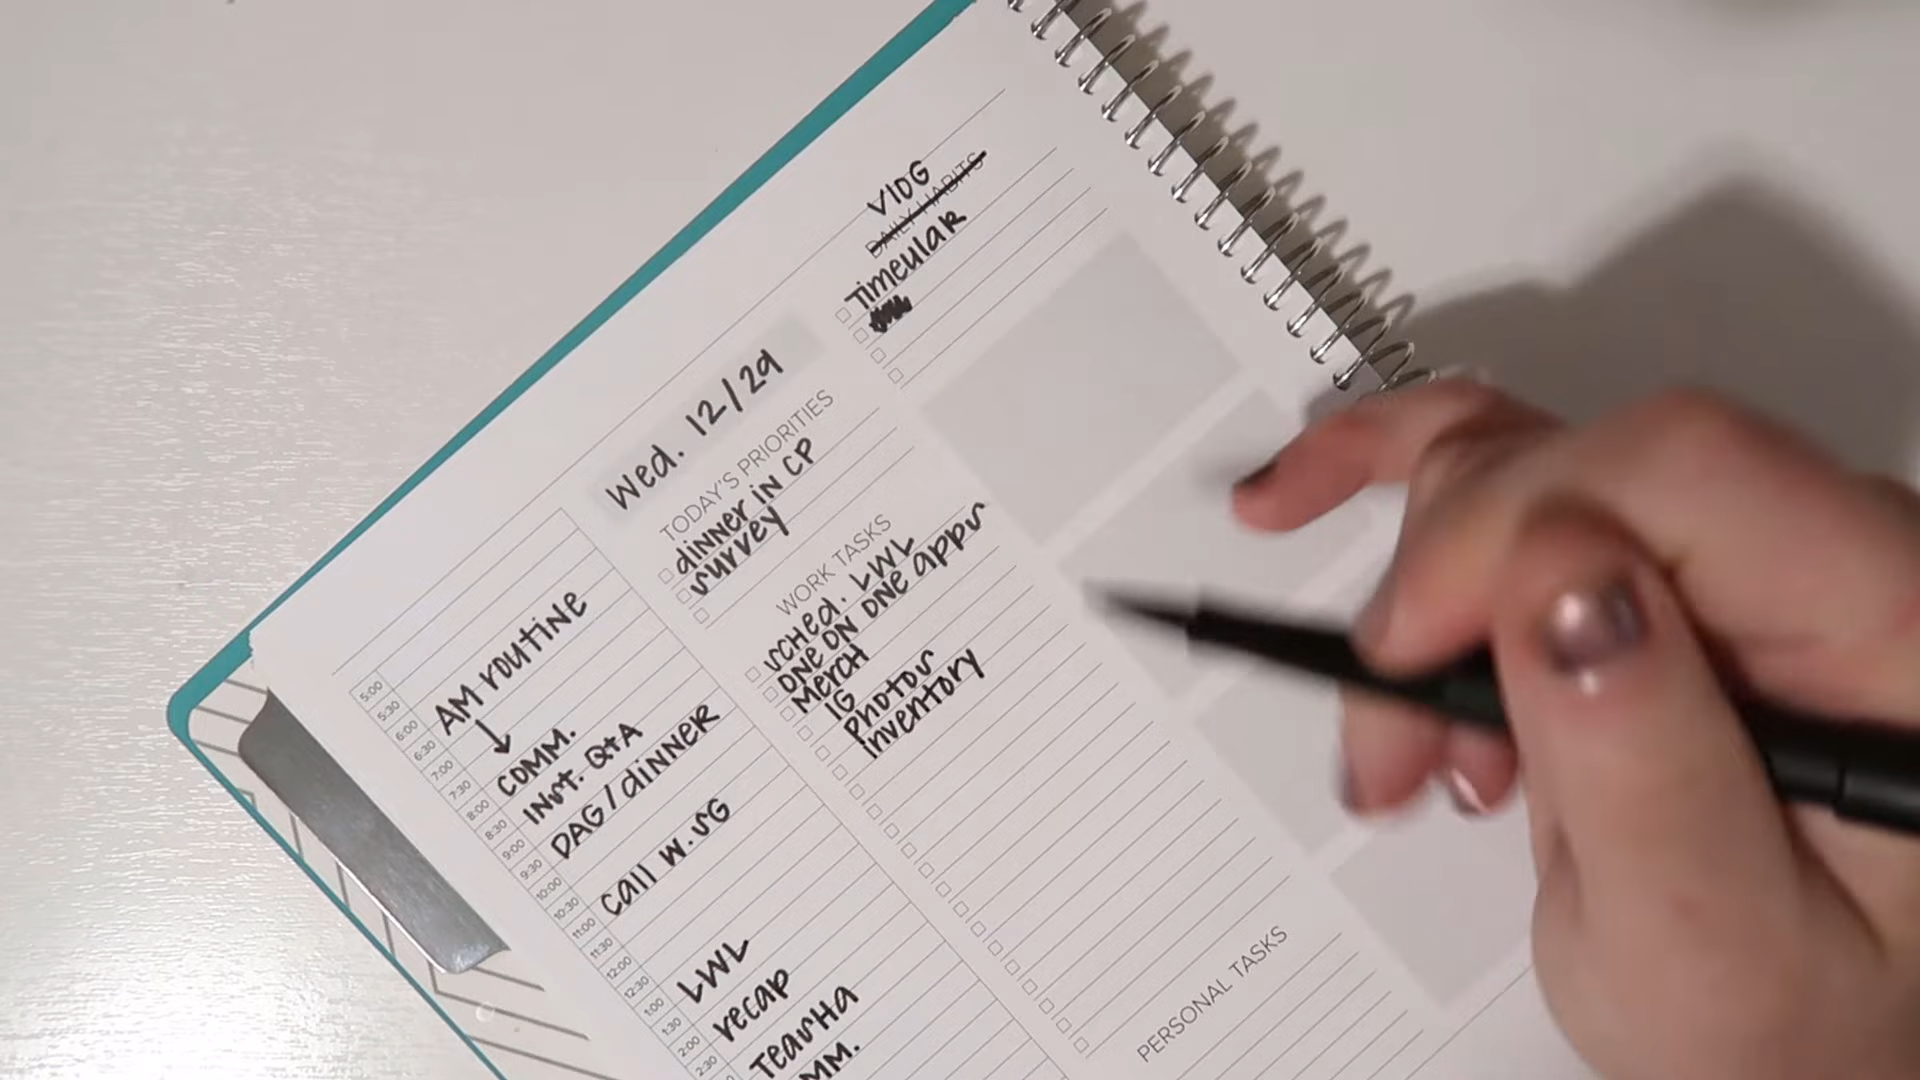 vlog
DAILY HABITS
Timeular
Wed. 12/29
TODAY'S PRIORITIES
dinner in CP
survey
WORK TASKS
sched. LWL
one on one apps
Merch
IG
photos
inventory
PERSONAL TASKS
5:00
5:30
6:00
6:30
7:00
7:30
8:00
8:30
9:00
9:30
10:00
10:30
11:00
11:30
12:00
12:30
1:00
1:30
2:00
2:30
AM routine
comm.
Inst. Q+A
DAG/dinner
call w. SG
LWL
recap
Teasha